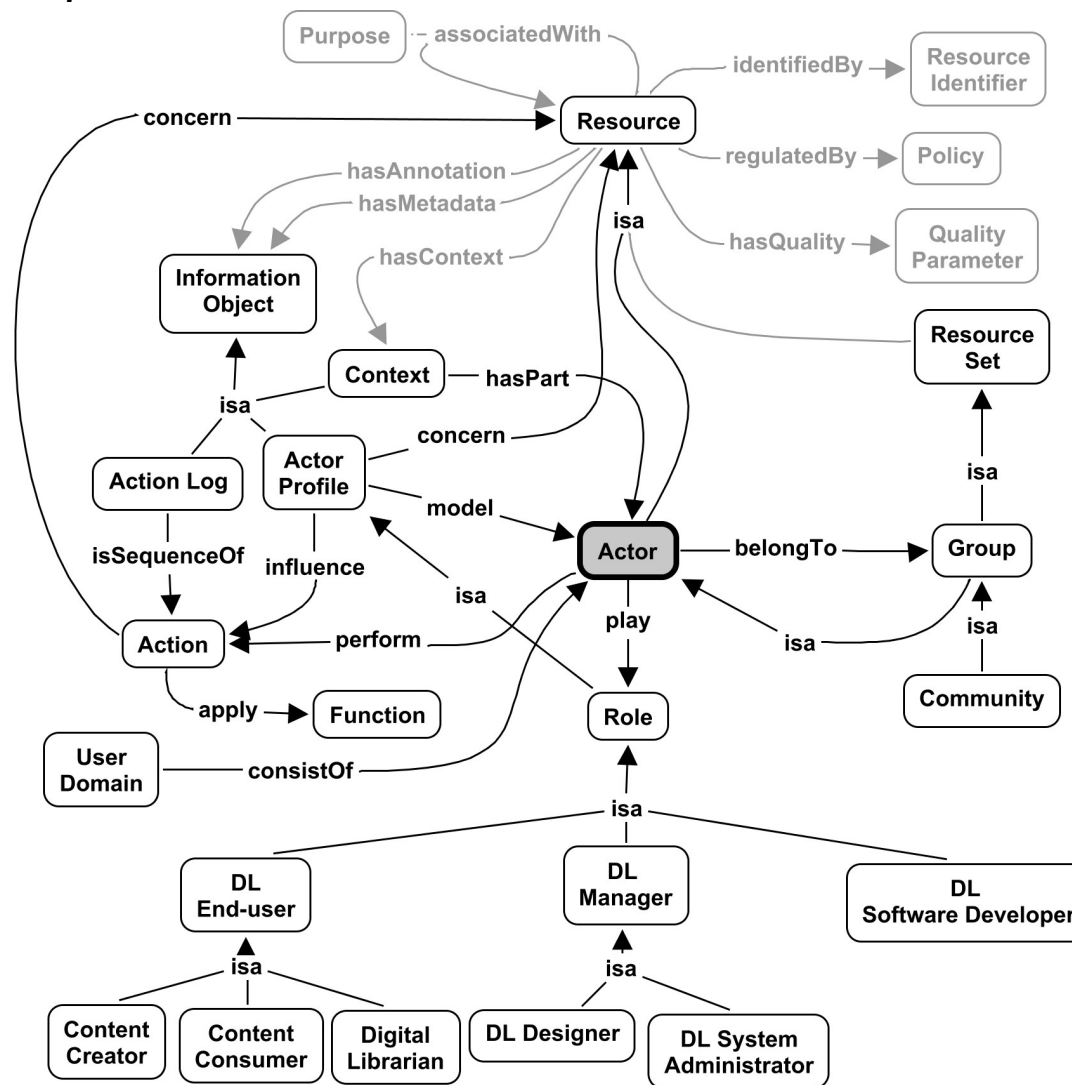 Purpose
associatedWith
identifiedBy
Resource
Identifier
concern
Resource
hasAnnotation
regulatedBy
Policy
hasMetadata
isa
hasQuality
Quality
Parameter
hasContext
Information
Object
Resource
Set
Context
hasPart
isa
concern
Action Log
Actor
Profile
isa
model
isSequenceOf
influence
Actor
belongTo
Group
isa
play
isa
isa
Action
perform
Community
apply
Function
Role
User
Domain
consistOf
isa
DL
End-user
DL
Manager
DL
Software Developer
isa
isa
Content
Creator
Content
Consumer
Digital
Librarian
DL Designer
DL System
Administrator